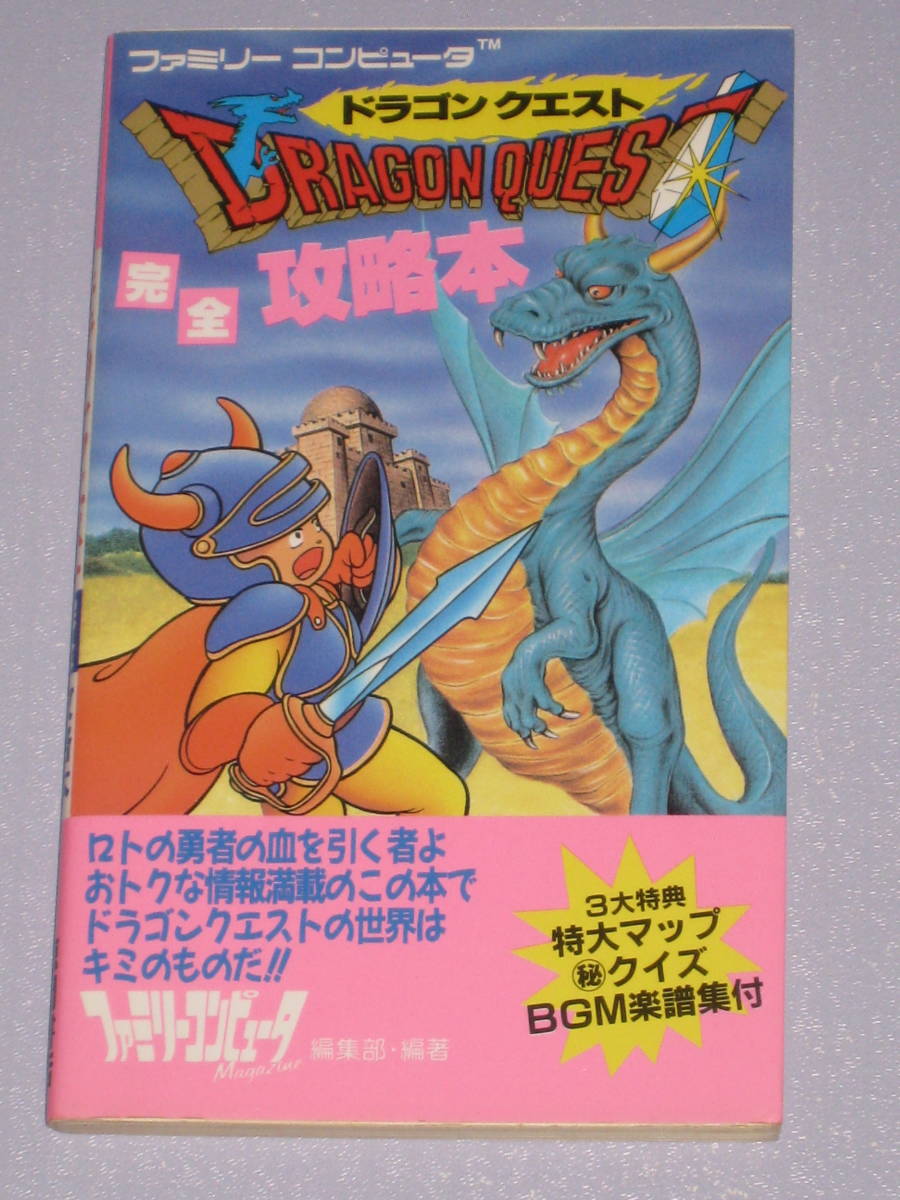 ファミリー コンピュータ™
ドラゴン クエスト
DRAGON QUEST
完全攻略本
ロトの勇者の血を引く者よ
おトクな情報満載のこの本で
ドラゴンクエストの世界は
キミのものだ!!
ファミリーコンピュータ
Magazine
編集部・編著
3大特典
特大マップ
㊙クイズ
BGM楽譜集付